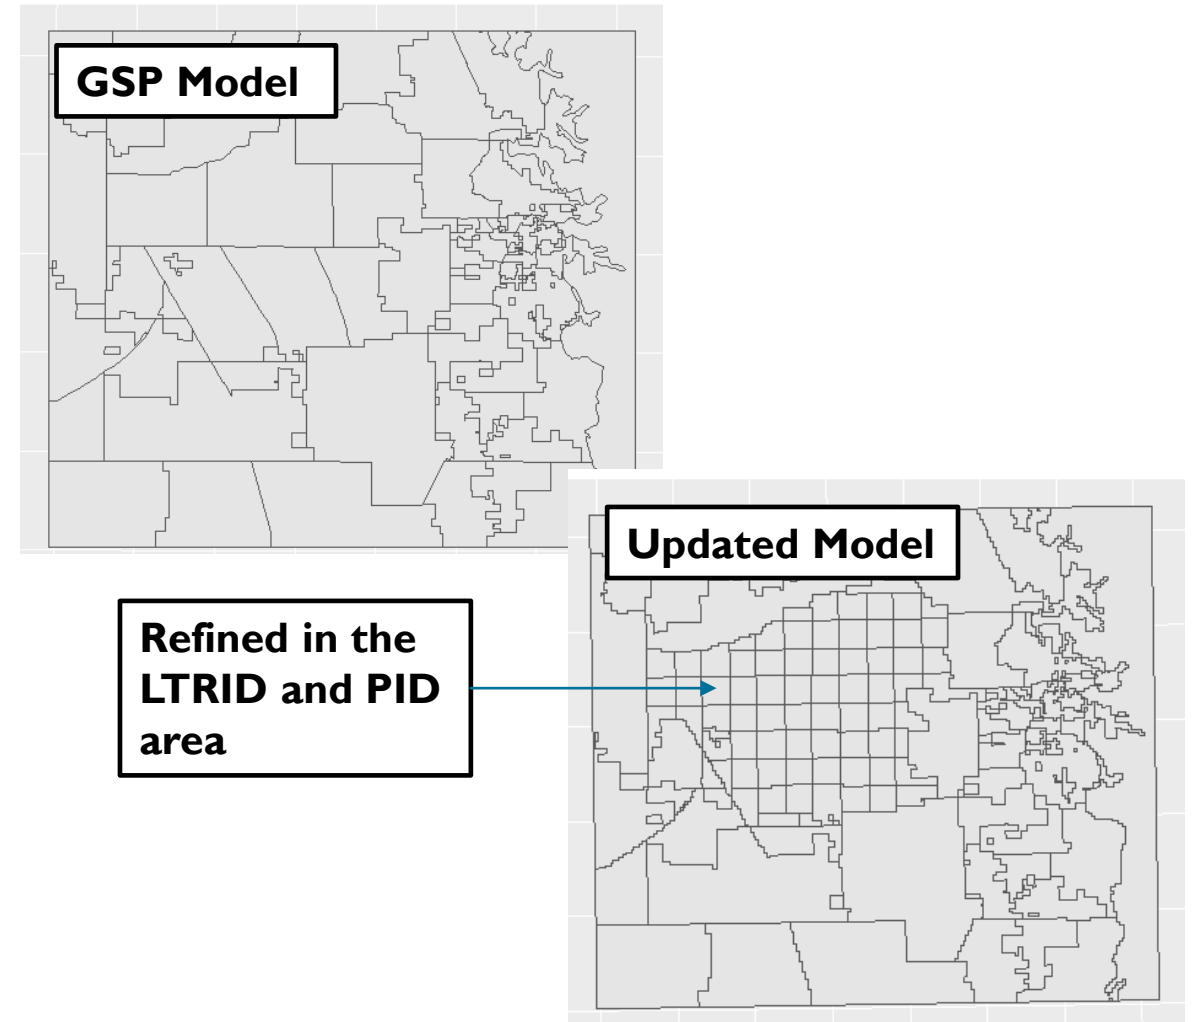 GSP Model
Updated Model
Refined in the
LTRID and PID
area